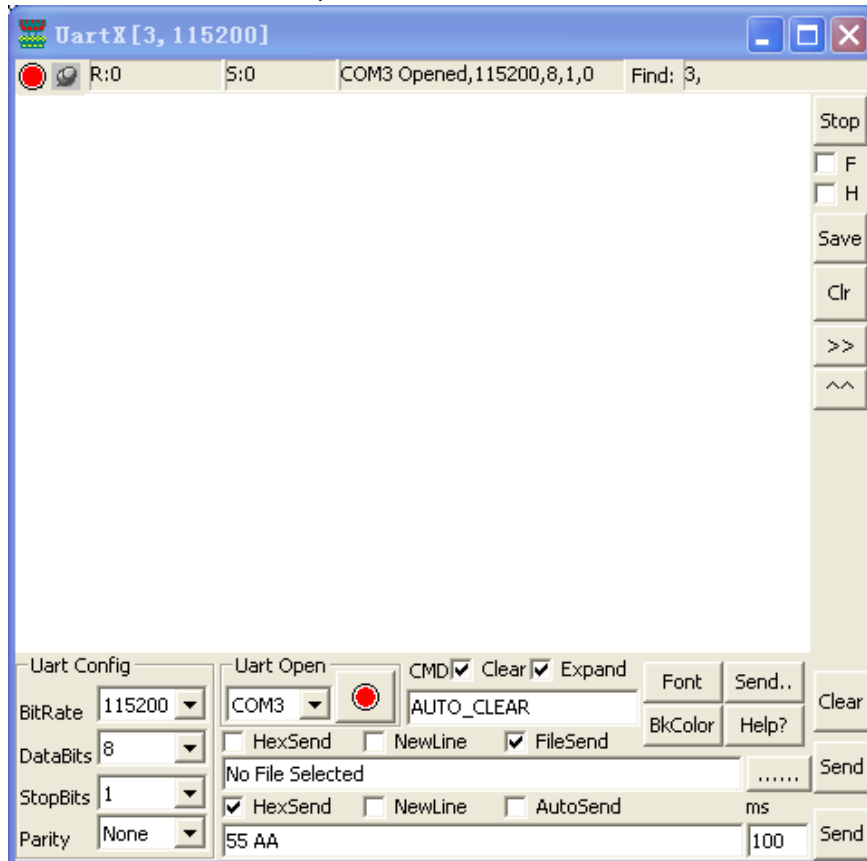 UartX[3, 115200]
R:0 S:0 COM3 Opened,115200,8,1,0 Find: 3,
Stop
F
H
Save
Clr
>>
^^
Uart Config
BitRate 115200
DataBits 8
StopBits 1
Parity None
Uart Open
COM3
CMD Clear Expand
AUTO_CLEAR
Font
Send..
BkColor
Help?
Clear
HexSend NewLine FileSend
No File Selected
......
Send
HexSend NewLine AutoSend ms
55 AA 100 Send